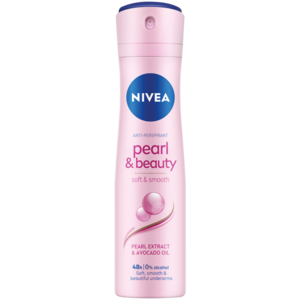 NIVEA
ANTI-PERSPIRANT
pearl
& beauty
soft & smooth
PEARL EXTRACT
& AVOCADO OIL
48h | 0% alcohol
Soft, smooth &
beautiful underarms